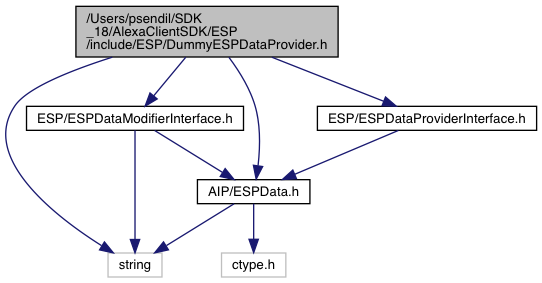 /Users/psendil/SDK
_18/AlexaClientSDK/ESP
/include/ESP/DummyESPDataProvider.h
ESP/ESPDataModifierInterface.h
ESP/ESPDataProviderInterface.h
AIP/ESPData.h
string
ctype.h